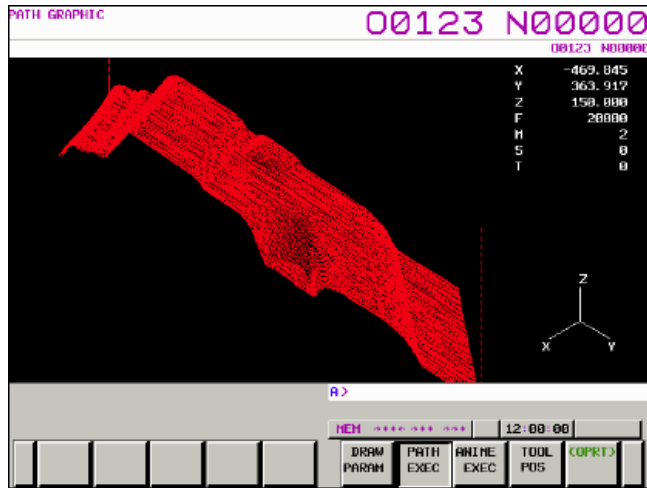 PATH GRAPHIC
O0123 N00000
O0123 N00000
X -469.845
Y 363.917
Z 150.000
F 20000
M 2
S 0
T 0
Z
X Y
A>
MEM **** *** ***
12:00:00
DRAW PARAM
PATH EXEC
ANIME EXEC
TOOL POS
(OPRT)